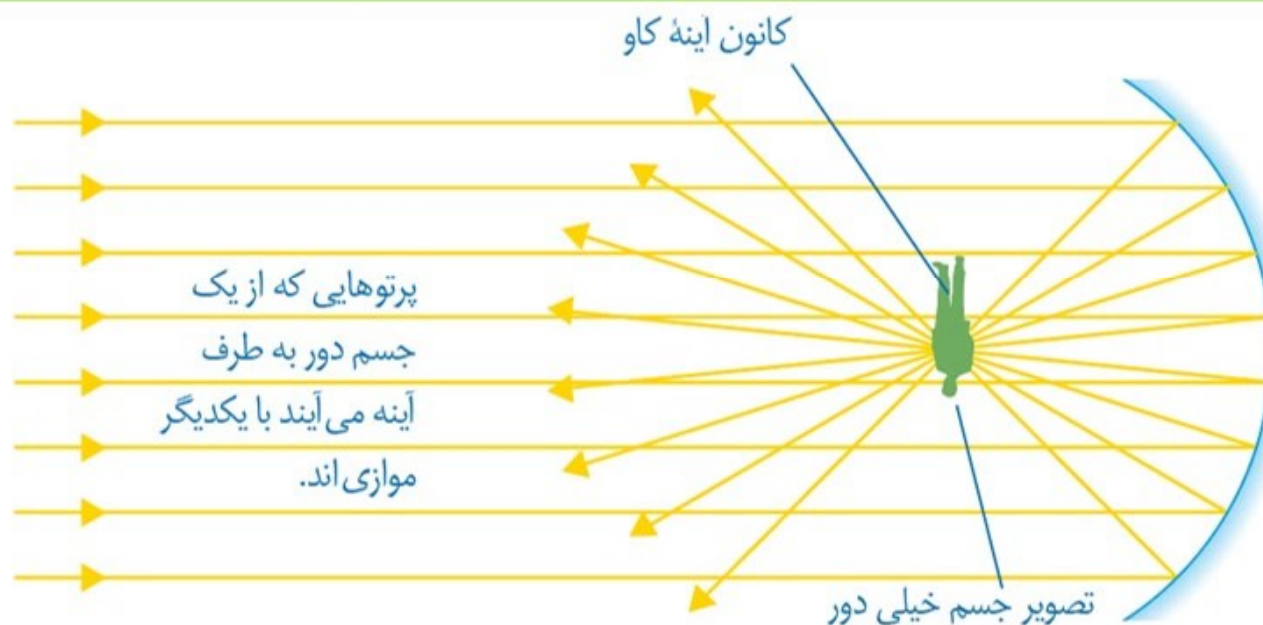 کانون آینهٔ کاو
پرتوهایی که از یک
جسم دور به طرف
آینه می‌آیند با یکدیگر
موازی‌اند.
تصویر جسم خیلی دور